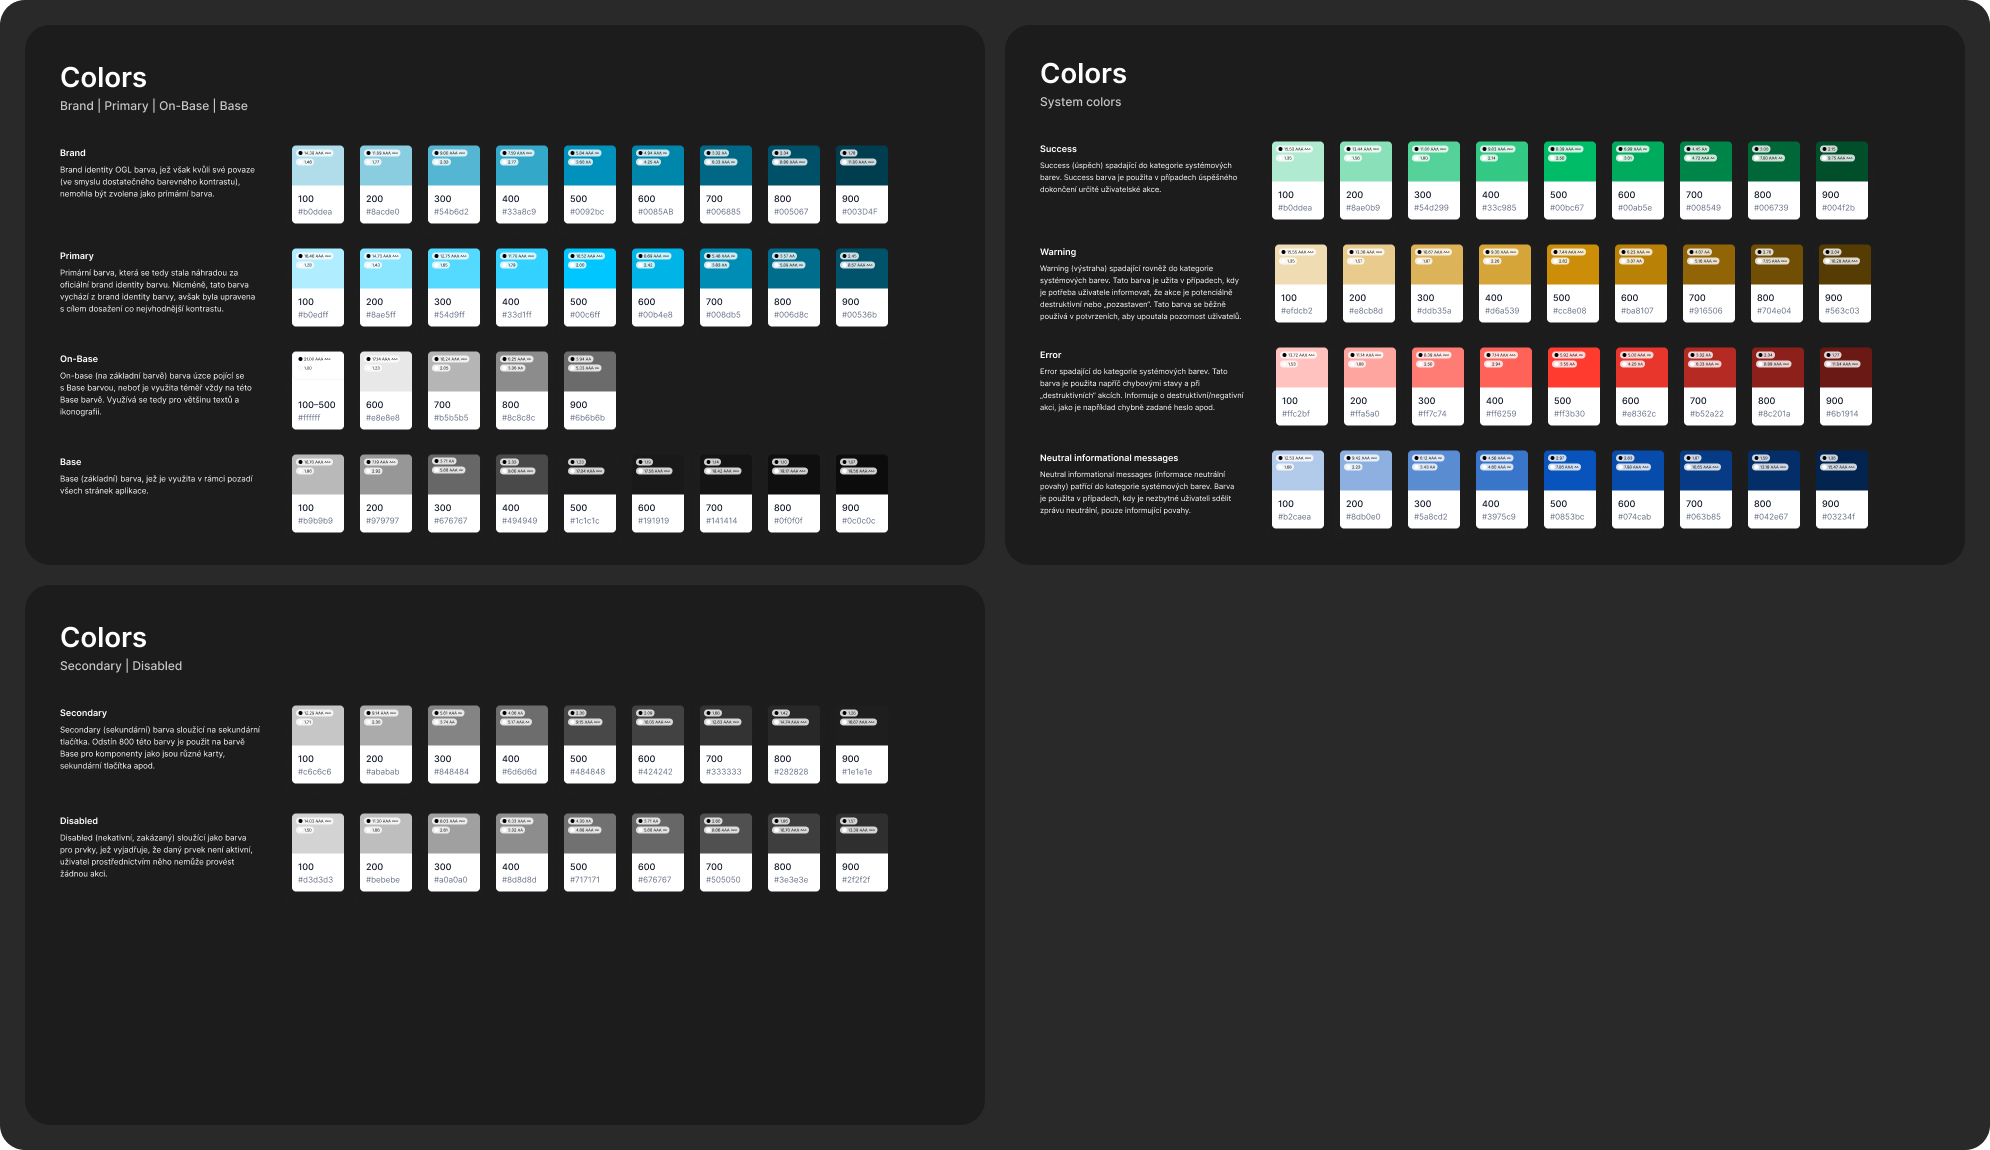 Colors
Brand | Primary | On-Base | Base
Brand
Brand identity OGL barva, jež však kvůli své povaze
(ve smyslu dostatečného barevného kontrastu),
nemohla být zvolena jako primární barva.
100 200 300 400 500 600 700 800 900
#b0ddea #8acde0 #54b6d2 #33a8c9 #0092bc #0085AB #006885 #005067 #003D4F
Primary
Primární barva, která se tedy stala náhradou za
oficiální brand identity barvu. Nicméně, tato barva
vychází z brand identity barvy, avšak byla upravena
s cílem dosažení co nejvhodnější kontrastu.
100 200 300 400 500 600 700 800 900
#b0edff #8ae5ff #54d9ff #33d1ff #00c6ff #00b4e8 #008db5 #006d8c #00536b
On-Base
On-base (na základní barvě) barva úzce pojící se
s Base barvou, neboť je využita téměř vždy na této
Base barvě. Využívá se tedy pro většinu textů a
ikonografii.
100–500 600 700 800 900
#ffffff #e8e8e8 #b5b5b5 #8c8c8c #6b6b6b
Base
Base (základní) barva, jež je využita v rámci pozadí
všech stránek aplikace.
100 200 300 400 500 600 700 800 900
#b9b9b9 #979797 #676767 #494949 #1c1c1c #191919 #141414 #0f0f0f #0c0c0c
Colors
System colors
Success
Success (úspěch) spadající do kategorie systémových
barev. Success barva je použita v případech úspěšného
dokončení určité uživatelské akce.
100 200 300 400 500 600 700 800 900
#b0ddea #8ae0b9 #54d299 #33c985 #00bc67 #00ab5e #008549 #006739 #004f2b
Warning
Warning (výstraha) spadající rovněž do kategorie
systémových barev. Tato barva je užita v případech, kdy
je potřeba uživatele informovat, že akce je potenciálně
destruktivní nebo „pozastaven“. Tato barva se běžně
používá v potvrzeních, aby upoutala pozornost uživatelů.
100 200 300 400 500 600 700 800 900
#efdcb2 #e8cb8d #ddb35a #d6a539 #cc8e08 #ba8107 #916506 #704e04 #563c03
Error
Error spadající do kategorie systémových barev. Tato
barva je použita napříč chybovými stavy a při
„destruktivních“ akcích. Informuje o destruktivní/negativní
akci, jako je například chybně zadané heslo apod.
100 200 300 400 500 600 700 800 900
#ffc2bf #ffa5a0 #ff7c74 #ff6259 #ff3b30 #e8362c #b52a22 #8c201a #6b1914
Neutral informational messages
Neutral informational messages (informace neutrální
povahy) patřící do kategorie systémových barev. Barva
je použita v případech, kdy je nezbytné uživateli sdělit
zprávu neutrální, pouze informující povahy.
100 200 300 400 500 600 700 800 900
#b2caea #8db0e0 #5a8cd2 #3975c9 #0853bc #074cab #063b85 #042e67 #03234f
Colors
Secondary | Disabled
Secondary
Secondary (sekundární) barva sloužící na sekundární
tlačítka. Odstín 800 této barvy je použit na barvě
Base pro komponenty jako jsou různé karty,
sekundární tlačítka apod.
100 200 300 400 500 600 700 800 900
#c6c6c6 #ababab #848484 #6d6d6d #484848 #424242 #333333 #282828 #1e1e1e
Disabled
Disabled (nekativní, zakázaný) sloužící jako barva
pro prvky, jež vyjadřuje, že daný prvek není aktivní,
uživatel prostřednictvím něho nemůže provést
žádnou akci.
100 200 300 400 500 600 700 800 900
#d3d3d3 #bebebe #a0a0a0 #8d8d8d #717171 #676767 #505050 #3e3e3e #2f2f2f